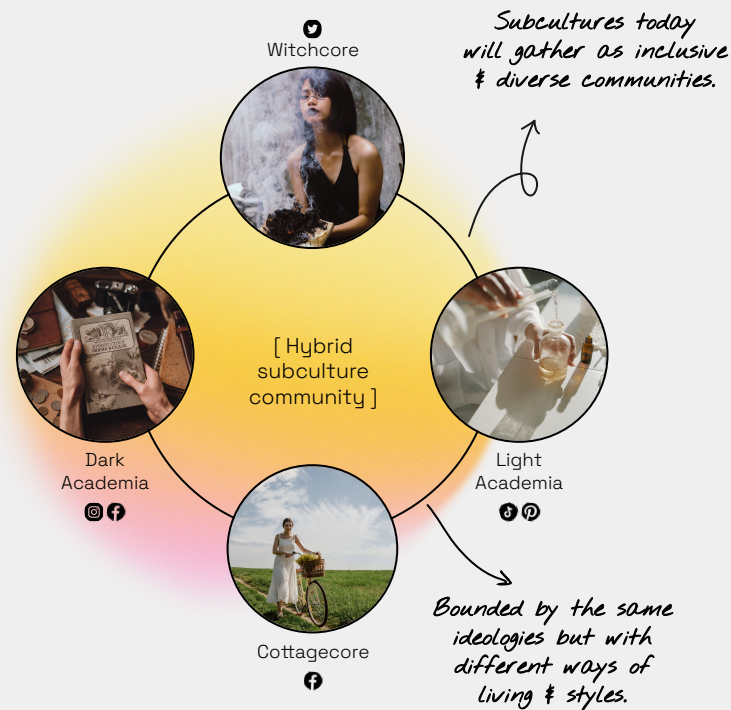 Witchcore
Subcultures today
will gather as inclusive
& diverse communities.
[ Hybrid
subculture
community ]
Dark
Academia
Light
Academia
Cottagecore
Bounded by the same
ideologies but with
different ways of
living & styles.